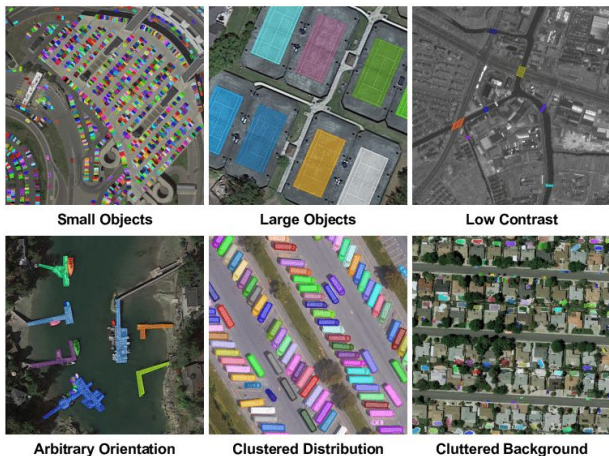 Small Objects
Large Objects
Low Contrast
Arbitrary Orientation
Clustered Distribution
Cluttered Background